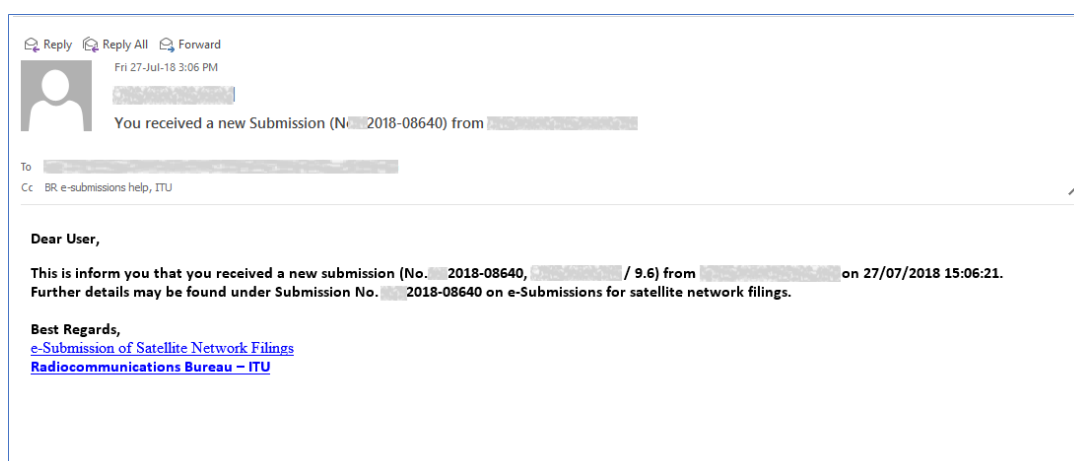 Reply Reply All Forward
Fri 27-Jul-18 3:06 PM
You received a new Submission (No 2018-08640) from
To
Cc BR e-submissions help, ITU
Dear User,
This is inform you that you received a new submission (No. 2018-08640, / 9.6) from on 27/07/2018 15:06:21.
Further details may be found under Submission No. 2018-08640 on e-Submissions for satellite network filings.
Best Regards,
e-Submission of Satellite Network Filings
Radiocommunications Bureau – ITU